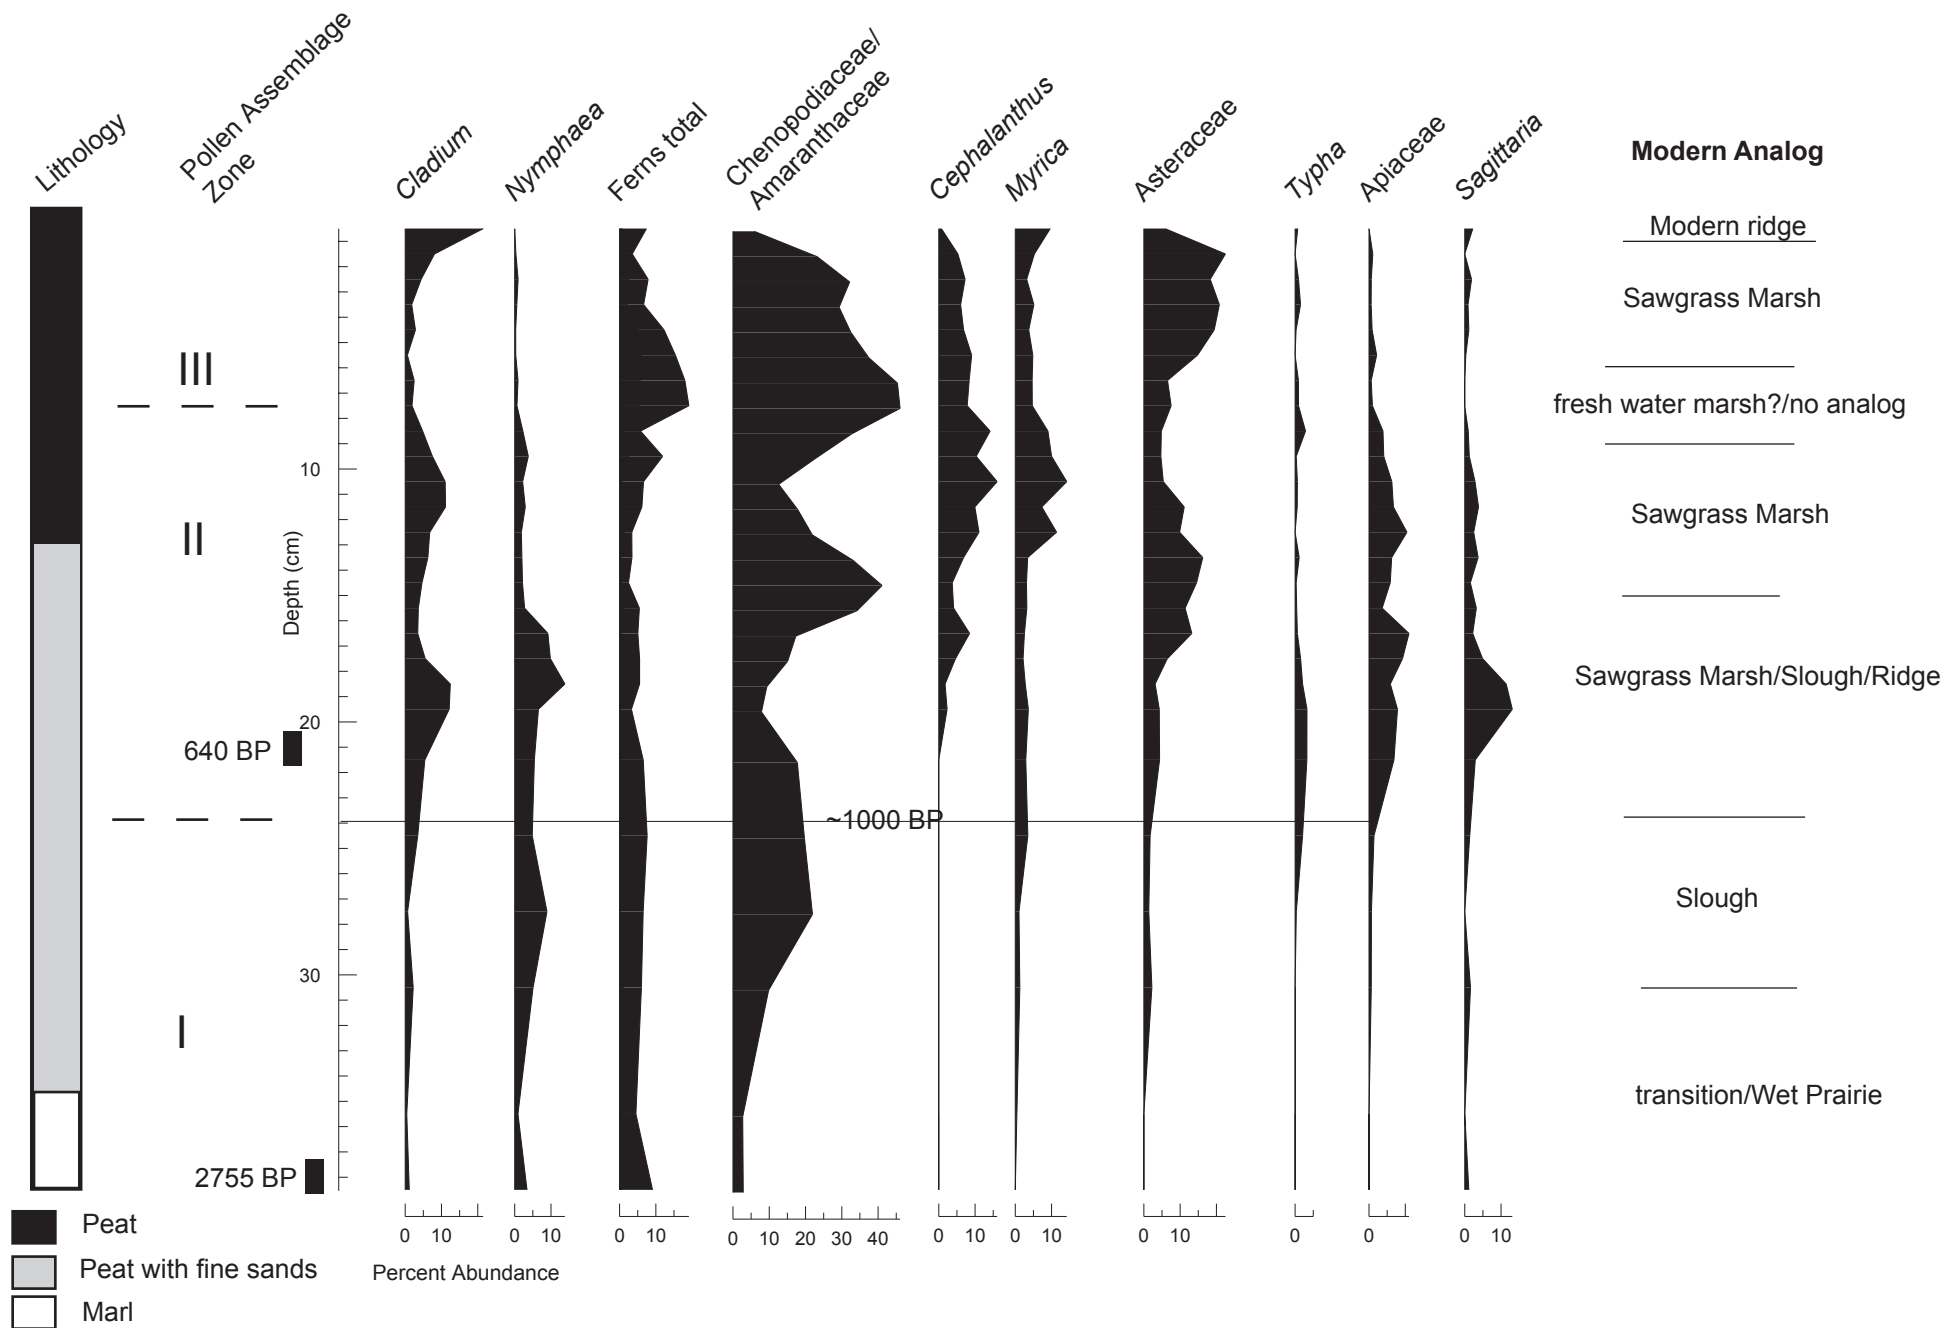 Lithology
Pollen Assemblage
Zone
Cladium
Nymphaea
Ferns total
Chenopodiaceae/
Amaranthaceae
Cephalanthus
Myrica
Asteraceae
Typha
Apiaceae
Sagittaria
Modern Analog
Modern ridge
Sawgrass Marsh
III
fresh water marsh?/no analog
10
Sawgrass Marsh
II
Depth (cm)
Sawgrass Marsh/Slough/Ridge
20
640 BP
~1000 BP
Slough
30
I
transition/Wet Prairie
2755 BP
0 10 0 10 0 10 0 10 20 30 40 0 10 0 10 0 10 0 0 0 10
Peat
Peat with fine sands
Percent Abundance
Marl